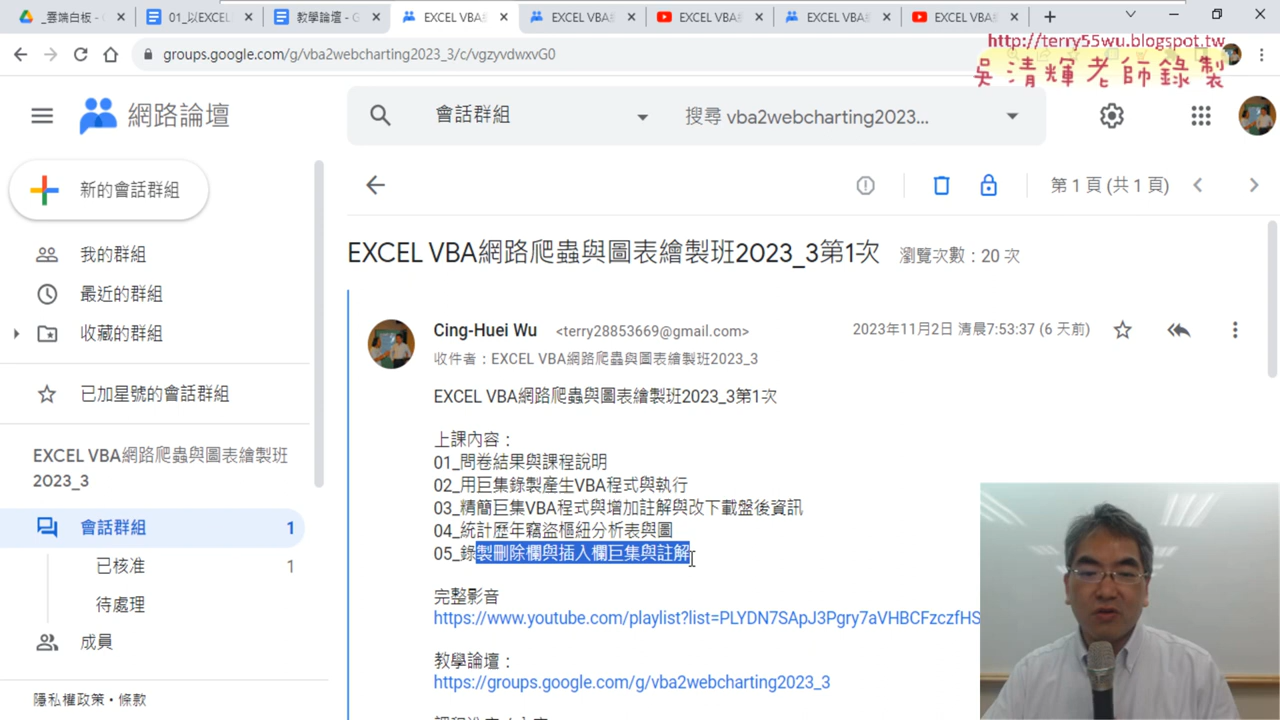 _雲端白板 -
01_以EXCEL
教學論壇 - G
EXCEL VBA
EXCEL VBA
EXCEL VBA
EXCEL VBA
EXCEL VBA
groups.google.com/g/vba2webcharting2023_3/c/vgzyvdwxvG0
http://terry55wu.blogspot.tw
吳清輝老師錄製
網路論壇
會話群組
搜尋 vba2webcharting2023...
新的會話群組
第 1 頁 (共 1 頁)
我的群組
最近的群組
收藏的群組
已加星號的會話群組
EXCEL VBA網路爬蟲與圖表繪製班
2023_3
會話群組 1
已核准 1
待處理
成員
隱私權政策 • 條款
EXCEL VBA網路爬蟲與圖表繪製班2023_3第1次 瀏覽次數：20 次
Cing-Huei Wu <terry28853669@gmail.com> 2023年11月2日 清晨7:53:37 (6 天前)
收件者：EXCEL VBA網路爬蟲與圖表繪製班2023_3
EXCEL VBA網路爬蟲與圖表繪製班2023_3第1次
上課內容：
01_問卷結果與課程說明
02_用巨集錄製產生VBA程式與執行
03_精簡巨集VBA程式與增加註解與改下載盤後資訊
04_統計歷年竊盜樞紐分析表與圖
05_錄製刪除欄與插入欄巨集與註解
完整影音
https://www.youtube.com/playlist?list=PLYDN7SApJ3Pgry7aVHBCFzczfHS
教學論壇：
https://groups.google.com/g/vba2webcharting2023_3